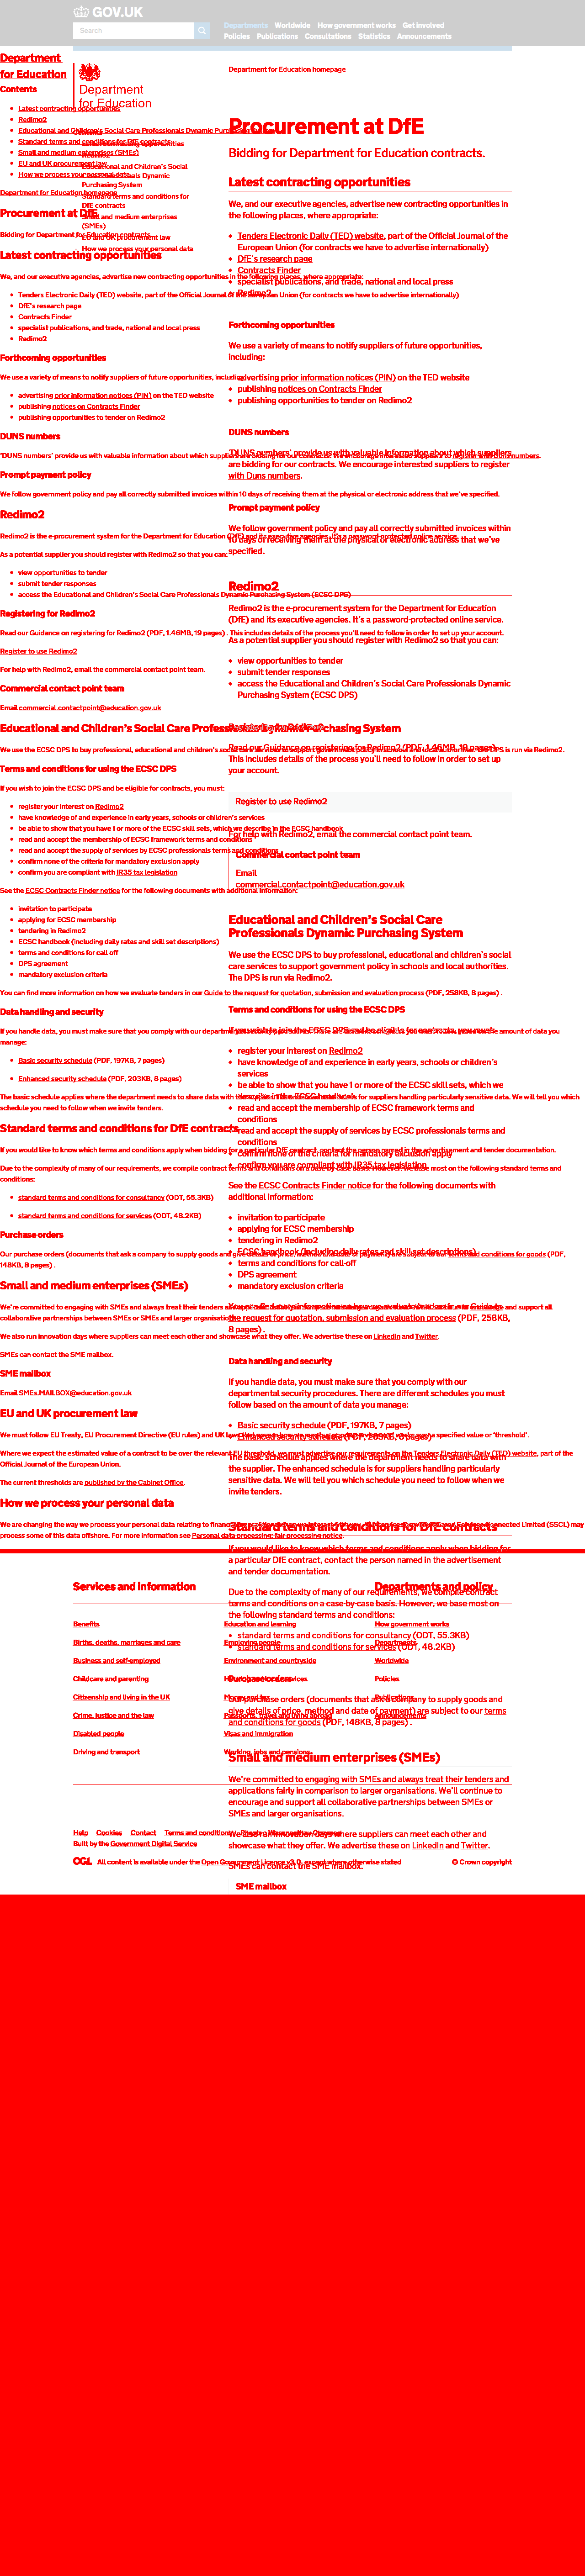 GOV.UK
Search
Departments Worldwide How government works Get involved
Policies Publications Consultations Statistics Announcements
Department
for Education
Contents
Latest contracting opportunities
Redimo2
Educational and Children's Social Care Professionals Dynamic Purchasing System
Standard terms and conditions for DfE contracts
Small and medium enterprises (SMEs)
EU and UK procurement law
How we process your personal data
Department for Education homepage
Procurement at DfE
Bidding for Department for Education contracts.
Latest contracting opportunities
We, and our executive agencies, advertise new contracting opportunities in the following places, where appropriate:
Tenders Electronic Daily (TED) website, part of the Official Journal of the European Union (for contracts we have to advertise internationally)
DfE's research page
Contracts Finder
specialist publications, and trade, national and local press
Redimo2
Forthcoming opportunities
We use a variety of means to notify suppliers of future opportunities, including:
advertising prior information notices (PIN) on the TED website
publishing notices on Contracts Finder
publishing opportunities to tender on Redimo2
DUNS numbers
'DUNS numbers' provide us with valuable information about which suppliers are bidding for our contracts. We encourage interested suppliers to register with Duns numbers.
Prompt payment policy
We follow government policy and pay all correctly submitted invoices within 10 days of receiving them at the physical or electronic address that we've specified.
Redimo2
Redimo2 is the e-procurement system for the Department for Education (DfE) and its executive agencies. It's a password-protected online service.
As a potential supplier you should register with Redimo2 so that you can:
view opportunities to tender
submit tender responses
access the Educational and Children's Social Care Professionals Dynamic Purchasing System (ECSC DPS)
Registering for Redimo2
Read our Guidance on registering for Redimo2 (PDF, 1.46MB, 19 pages) . This includes details of the process you'll need to follow in order to set up your account.
Register to use Redimo2
For help with Redimo2, email the commercial contact point team.
Commercial contact point team
Email commercial.contactpoint@education.gov.uk
Educational and Children's Social Care Professionals Dynamic Purchasing System
We use the ECSC DPS to buy professional, educational and children's social care services to support government policy in schools and local authorities. The DPS is run via Redimo2.
Terms and conditions for using the ECSC DPS
If you wish to join the ECSC DPS and be eligible for contracts, you must:
register your interest on Redimo2
have knowledge of and experience in early years, schools or children's services
be able to show that you have 1 or more of the ECSC skill sets, which we describe in the ECSC handbook
read and accept the membership of ECSC framework terms and conditions
read and accept the supply of services by ECSC professionals terms and conditions
confirm none of the criteria for mandatory exclusion apply
confirm you are compliant with IR35 tax legislation
See the ECSC Contracts Finder notice for the following documents with additional information:
invitation to participate
applying for ECSC membership
tendering in Redimo2
ECSC handbook (including daily rates and skill set descriptions)
terms and conditions for call-off
DPS agreement
mandatory exclusion criteria
You can find more information on how we evaluate tenders in our Guide to the request for quotation, submission and evaluation process (PDF, 258KB, 8 pages) .
Data handling and security
If you handle data, you must make sure that you comply with our departmental security procedures. There are different schedules you must follow based on the amount of data you manage:
Basic security schedule (PDF, 197KB, 7 pages)
Enhanced security schedule (PDF, 203KB, 8 pages)
The basic schedule applies where the department needs to share data with the supplier. The enhanced schedule is for suppliers handling particularly sensitive data. We will tell you which schedule you need to follow when we invite tenders.
Standard terms and conditions for DfE contracts
If you would like to know which terms and conditions apply when bidding for a particular DfE contract, contact the person named in the advertisement and tender documentation.
Due to the complexity of many of our requirements, we compile contract terms and conditions on a case-by-case basis. However, we base most on the following standard terms and conditions:
standard terms and conditions for consultancy (ODT, 55.3KB)
standard terms and conditions for services (ODT, 48.2KB)
Purchase orders
Our purchase orders (documents that ask a company to supply goods and give details of price, method and date of payment) are subject to our terms and conditions for goods (PDF, 148KB, 8 pages) .
Small and medium enterprises (SMEs)
We're committed to engaging with SMEs and always treat their tenders and applications fairly in comparison to larger organisations. We'll continue to encourage and support all collaborative partnerships between SMEs or SMEs and larger organisations.
We also run innovation days where suppliers can meet each other and showcase what they offer. We advertise these on LinkedIn and Twitter.
SMEs can contact the SME mailbox.
SME mailbox
Email SMEs.MAILBOX@education.gov.uk
EU and UK procurement law
We must follow EU Treaty, EU Procurement Directive (EU rules) and UK law
Where we expect the estimated value of a contract to be over the relevant EU threshold, we must advertise our requirements on the Tenders Electronic Daily (TED) website, part of the Official Journal of the European Union.
The current thresholds are published by the Cabinet Office.
How we process your personal data
We are changing the way we process your personal data relating to
Connected Limited (SSCL) may process some of this data offshore. For more information see Personal data processing: fair processing notice.
Services and information
Benefits
Births, deaths, marriages and care
Business and self-employed
Childcare and parenting
Citizenship and living in the UK
Crime, justice and the law
Disabled people
Driving and transport
Education and learning
Employing people
Environment and countryside
Passports, travel and living abroad
Visas and immigration
Working, jobs and pensions
Departments and policy
How government works
Departments
Worldwide
Policies
Publications
Announcements
Help Cookies Contact Terms and conditions
Built by the Government Digital Service
OGL All content is available under the Open Government Licence v3.0, except where otherwise stated
© Crown copyright